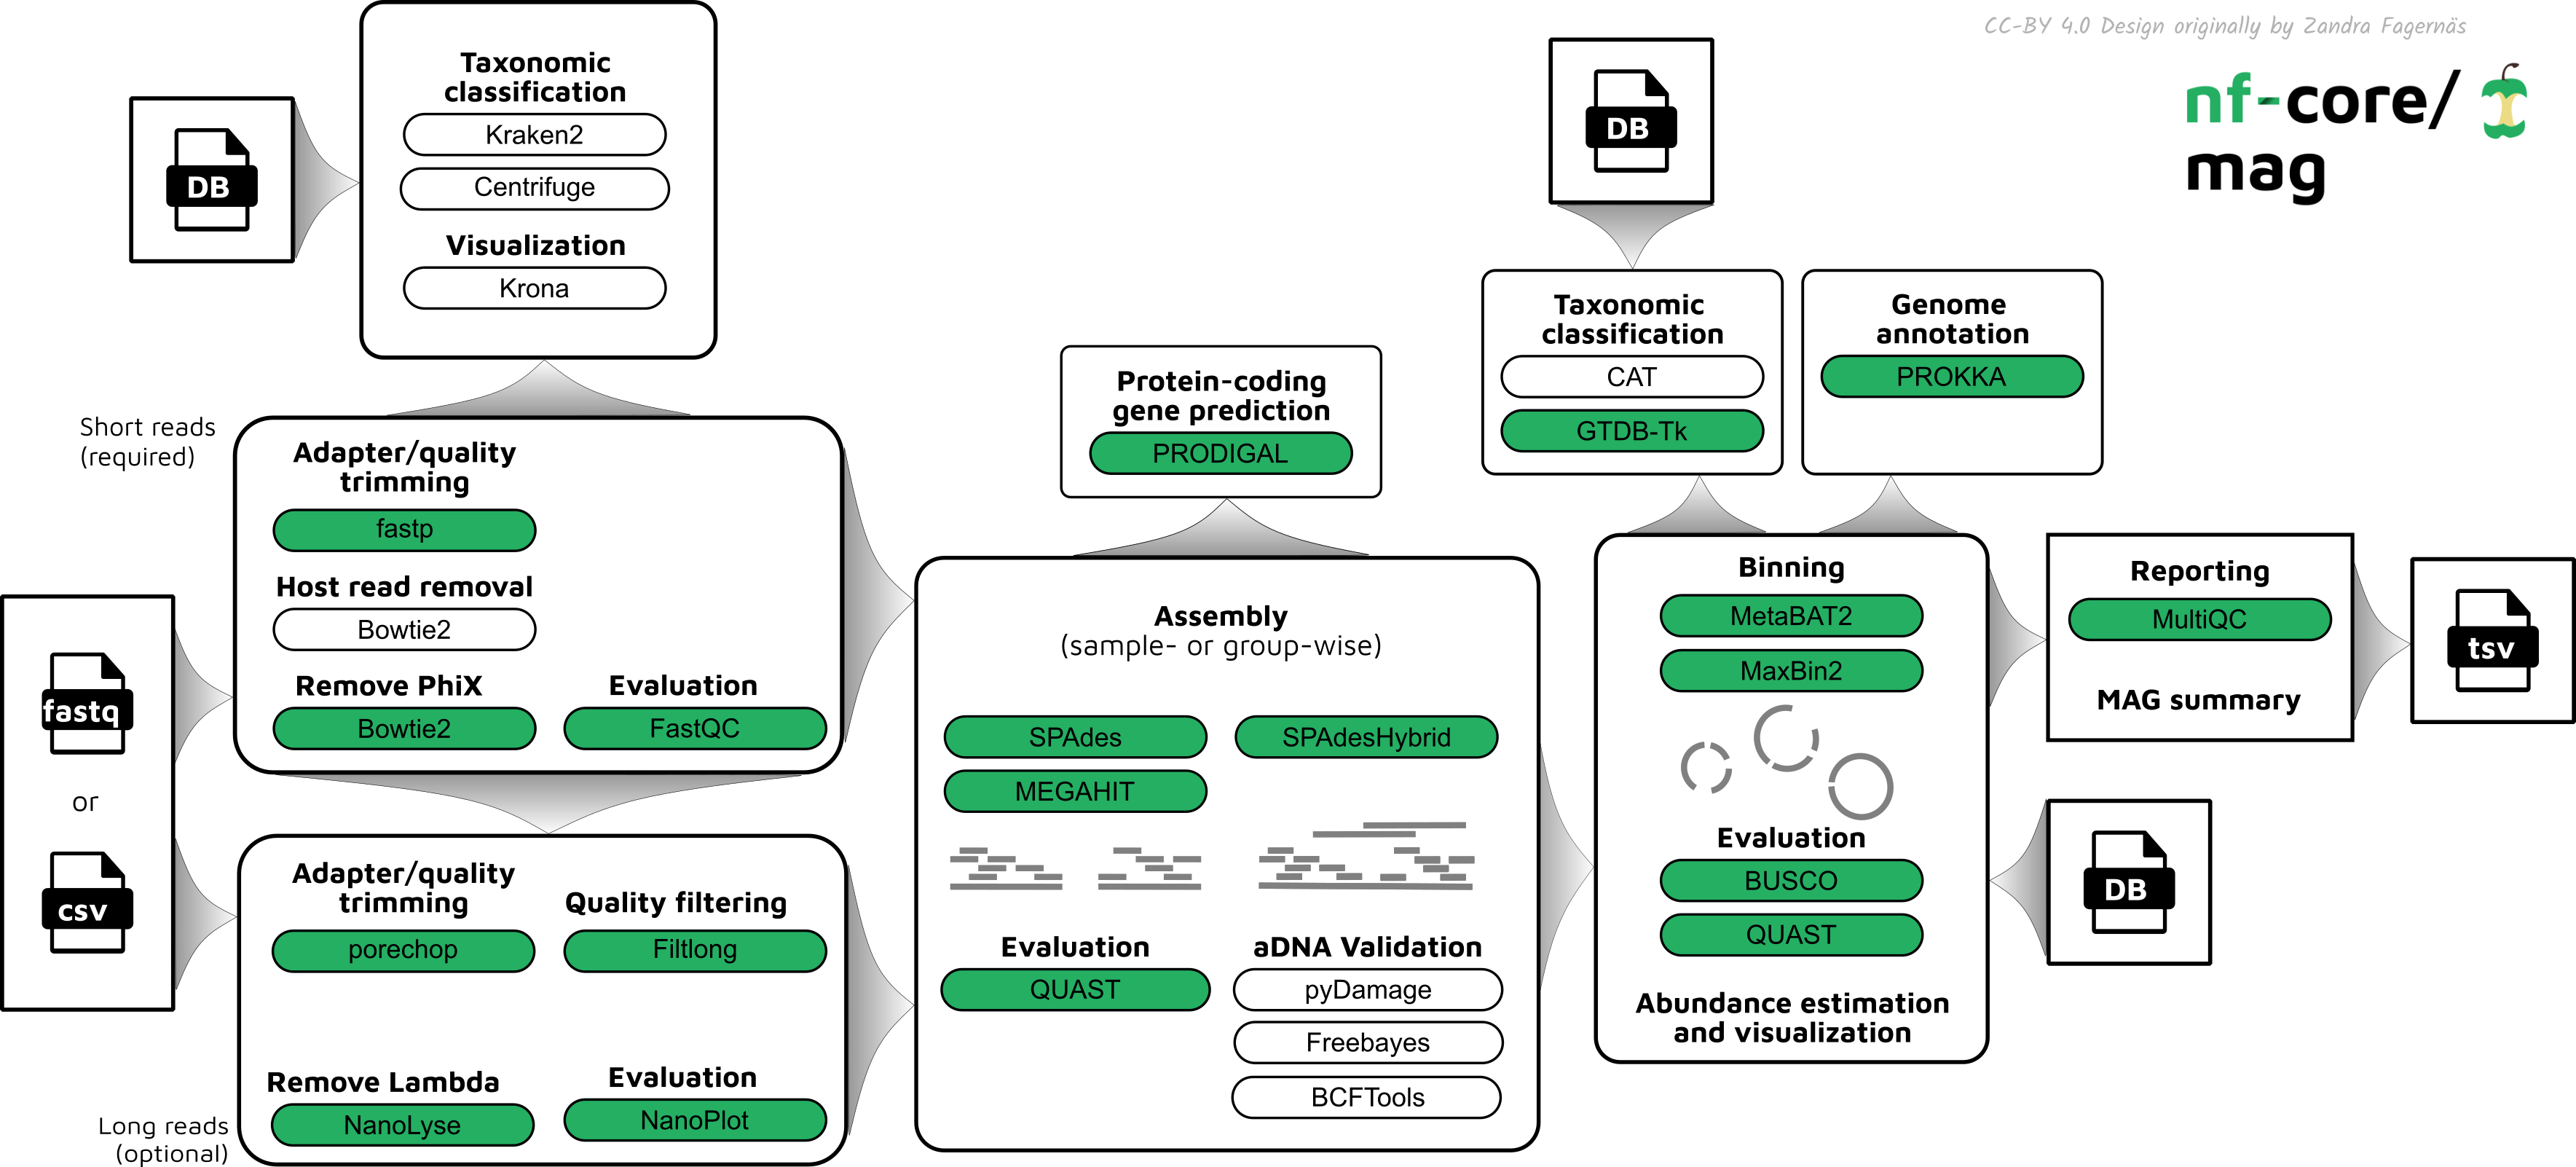 CC-BY 4.0 Design originally by Zandra Fagernäs
nf-core/
mag
DB
Taxonomic
classification
Kraken2
Centrifuge
Visualization
Krona
Short reads
(required)
Adapter/quality
trimming
fastp
Host read removal
Bowtie2
Remove PhiX
Bowtie2
Evaluation
FastQC
fastq
or
csv
Long reads
(optional)
Adapter/quality
trimming
porechop
Quality filtering
Filtlong
Remove Lambda
NanoLyse
Evaluation
NanoPlot
Protein-coding
gene prediction
PRODIGAL
Assembly
(sample- or group-wise)
SPAdes
SPAdesHybrid
MEGAHIT
Evaluation
QUAST
aDNA Validation
pyDamage
Freebayes
BCFTools
DB
Taxonomic
classification
CAT
GTDB-Tk
Genome
annotation
PROKKA
Binning
MetaBAT2
MaxBin2
Evaluation
BUSCO
QUAST
Abundance estimation
and visualization
Reporting
MultiQC
MAG summary
tsv
DB